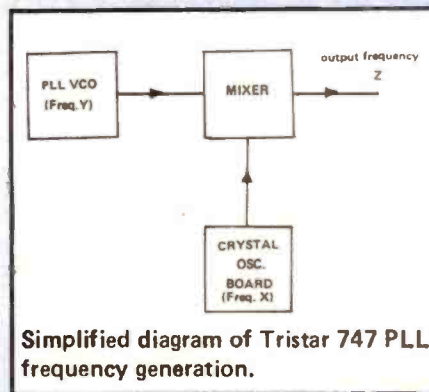 output frequency
Z
PLL VCO
(Freq. Y)
MIXER
CRYSTAL
OSC.
BOARD
(Freq. X)
Simplified diagram of Tristar 747 PLL
frequency generation.